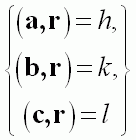 (a,r) = h,
(b,r) = k,
(c,r) = l